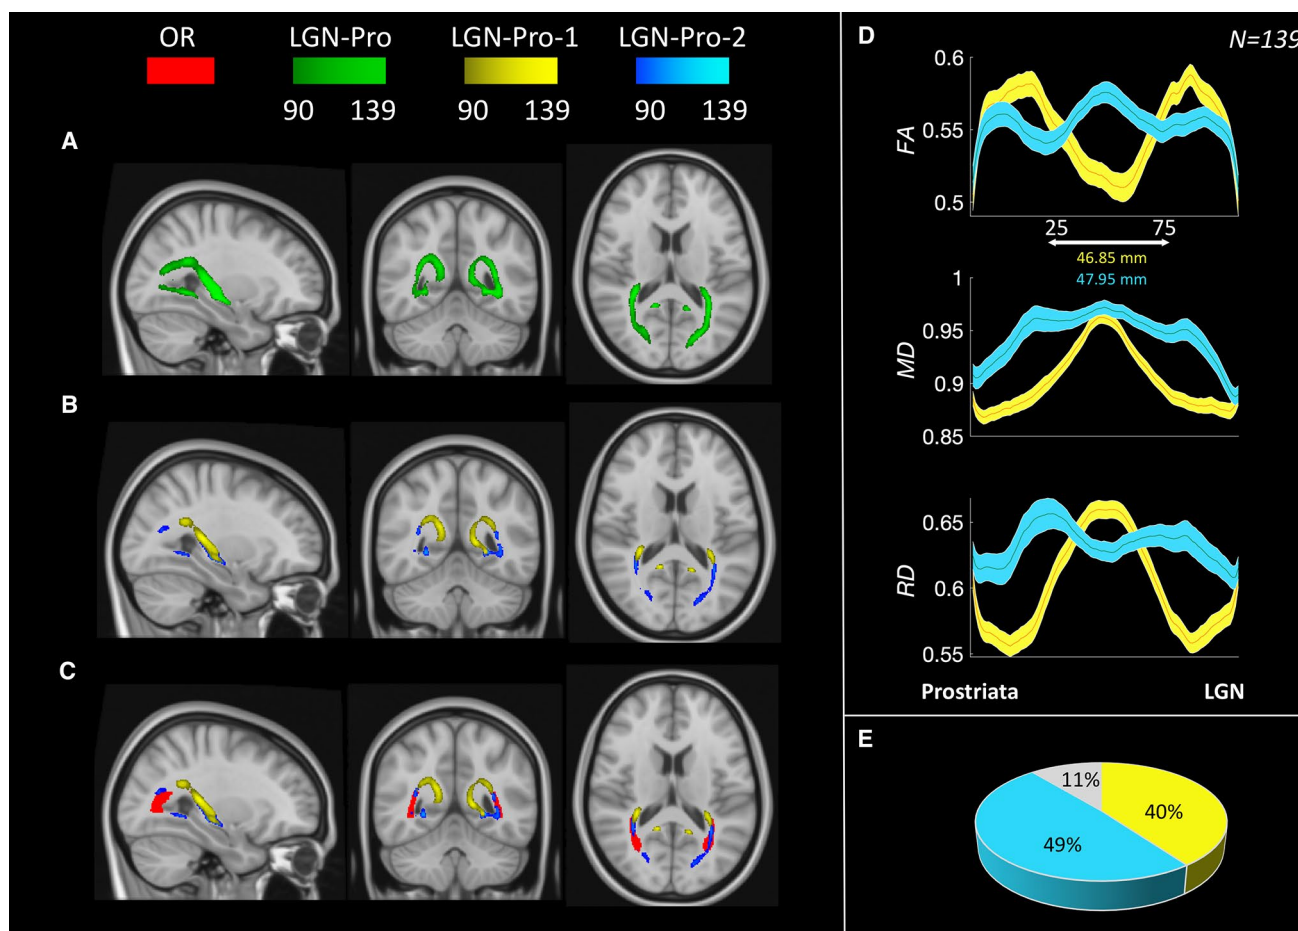 OR LGN-Pro LGN-Pro-1 LGN-Pro-2
90 139 90 139 90 139
A
B
C
D
N=139
FA
0.6
0.55
0.5
25 75
46.85 mm
47.95 mm
MD
1
0.95
0.9
0.85
RD
0.65
0.6
0.55
Prostriata LGN
E
11%
40%
49%